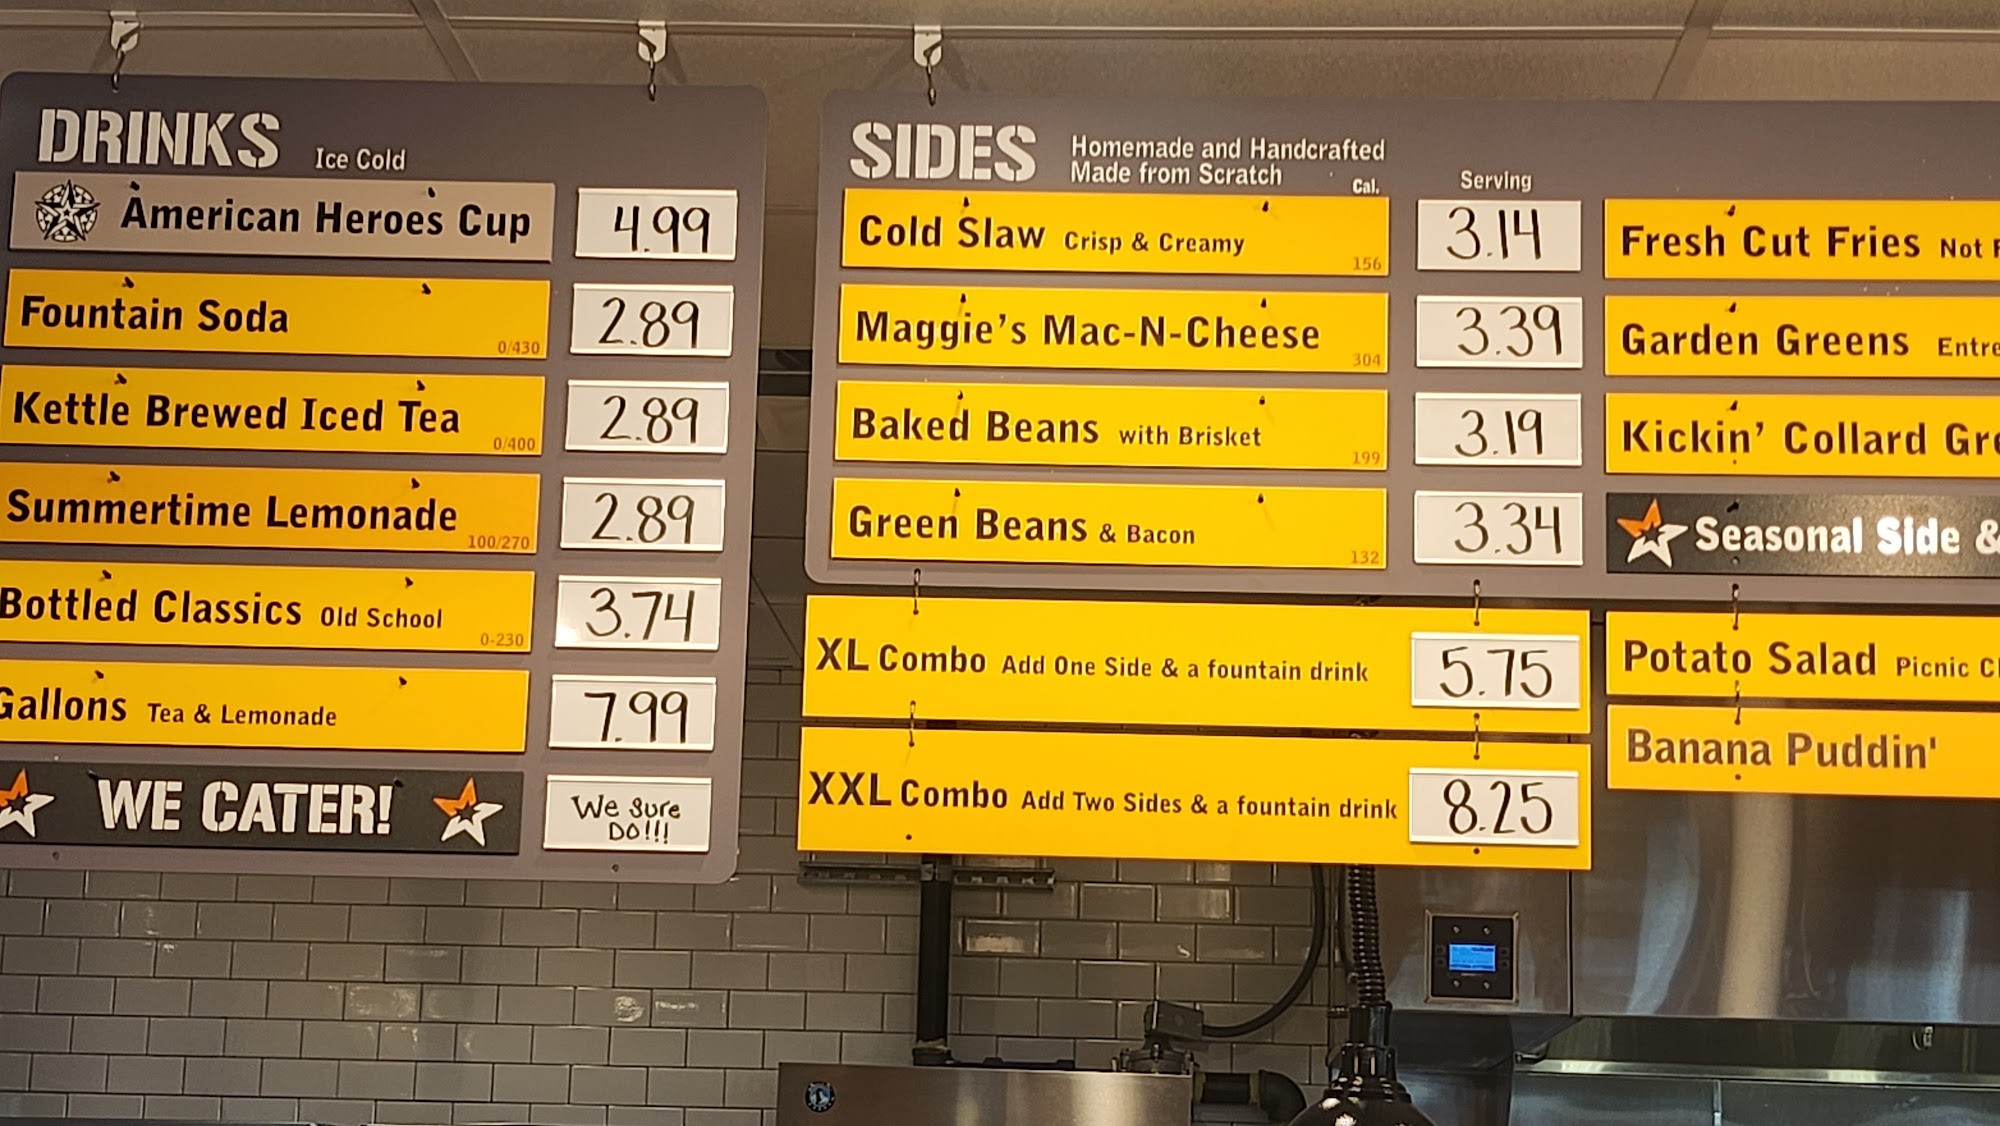 DRINKS Ice Cold
American Heroes Cup 4.99
Fountain Soda 0/430 2.89
Kettle Brewed Iced Tea 0/400 2.89
Summertime Lemonade 100/270 2.89
Bottled Classics Old School 0-230 3.74
Gallons Tea & Lemonade 7.99
WE CATER! We sure
DO!!!
SIDES Homemade and Handcrafted
Made from Scratch Cal. Serving
Cold Slaw Crisp & Creamy 156 3.14
Maggie's Mac-N-Cheese 304 3.39
Baked Beans with Brisket 199 3.19
Green Beans & Bacon 132 3.34
XL Combo Add One Side & a fountain drink 5.75
XXL Combo Add Two Sides & a fountain drink 8.25
Fresh Cut Fries Not
Garden Greens
Kickin' Collard
Seasonal Side &
Potato Salad Picnic
Banana Puddin'